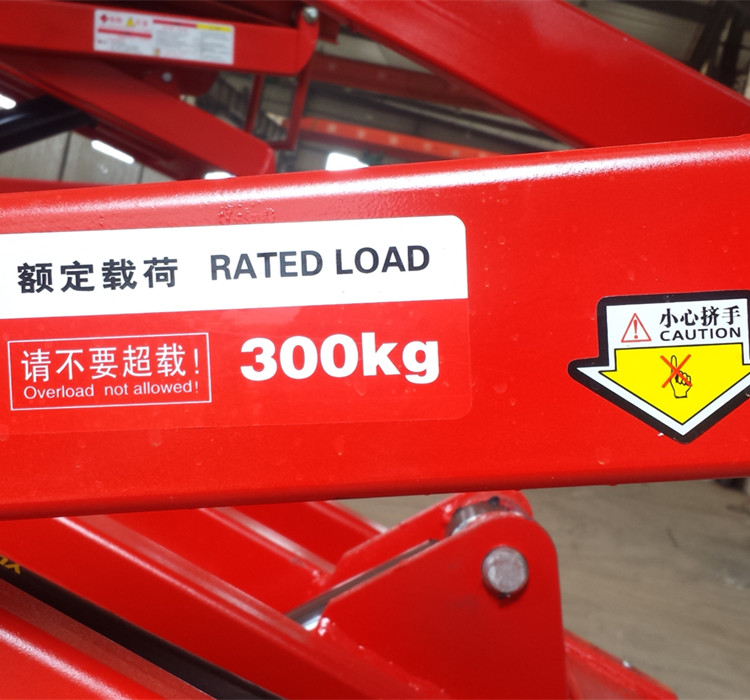 额定载荷 RATED LOAD
请不要超载!
Overload not allowed!
300kg
小心挤手
CAUTION